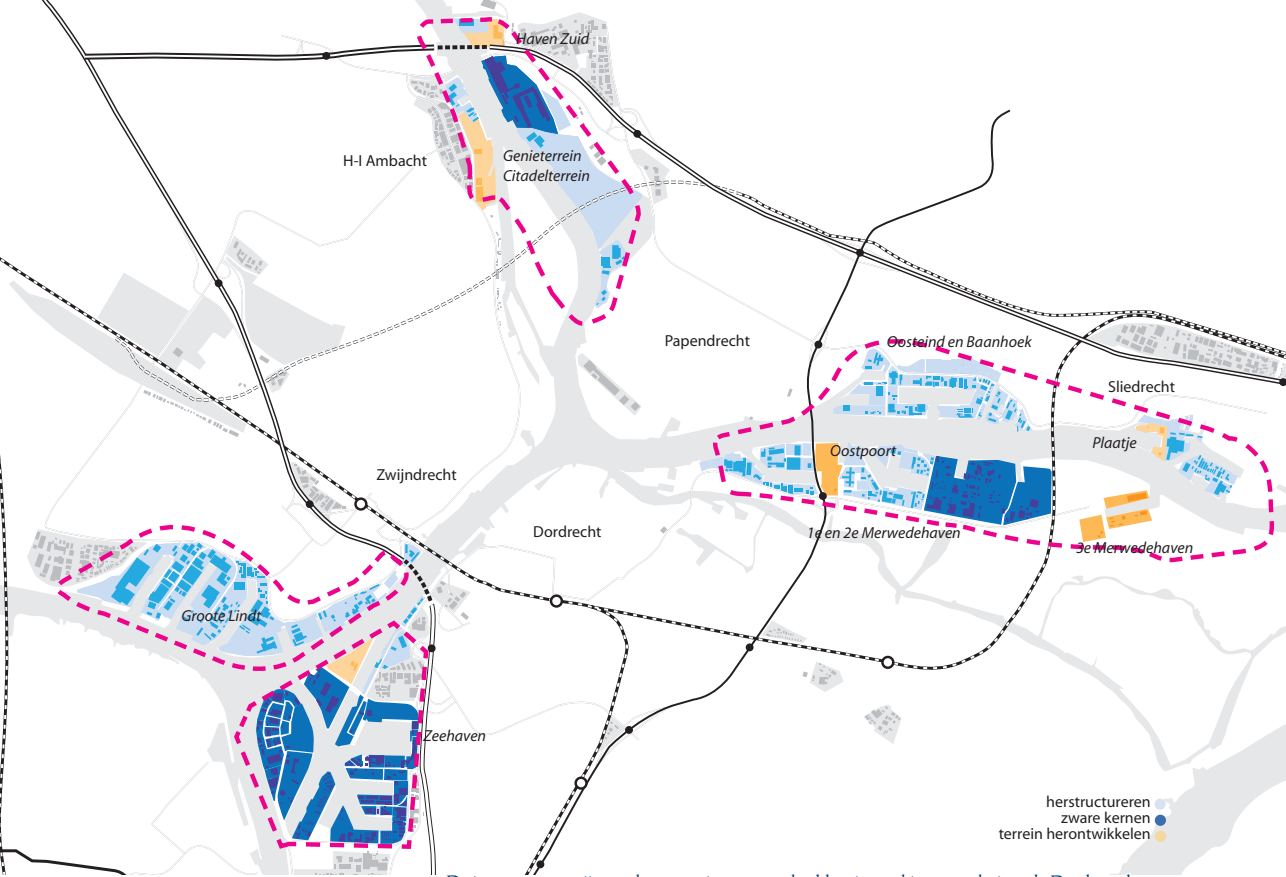 Haven Zuid
H-I Ambacht
Genieterrein
Citadelterrein
Papendrecht
Oosteind en Baanhoek
Sliedrecht
Plaatje
Oostpoort
Zwijndrecht
Dordrecht
1e en 2e Merwedehaven
3e Merwedehaven
Groote Lindt
Zeehaven
herstructureren
zware kernen
terrein herontwikkelen